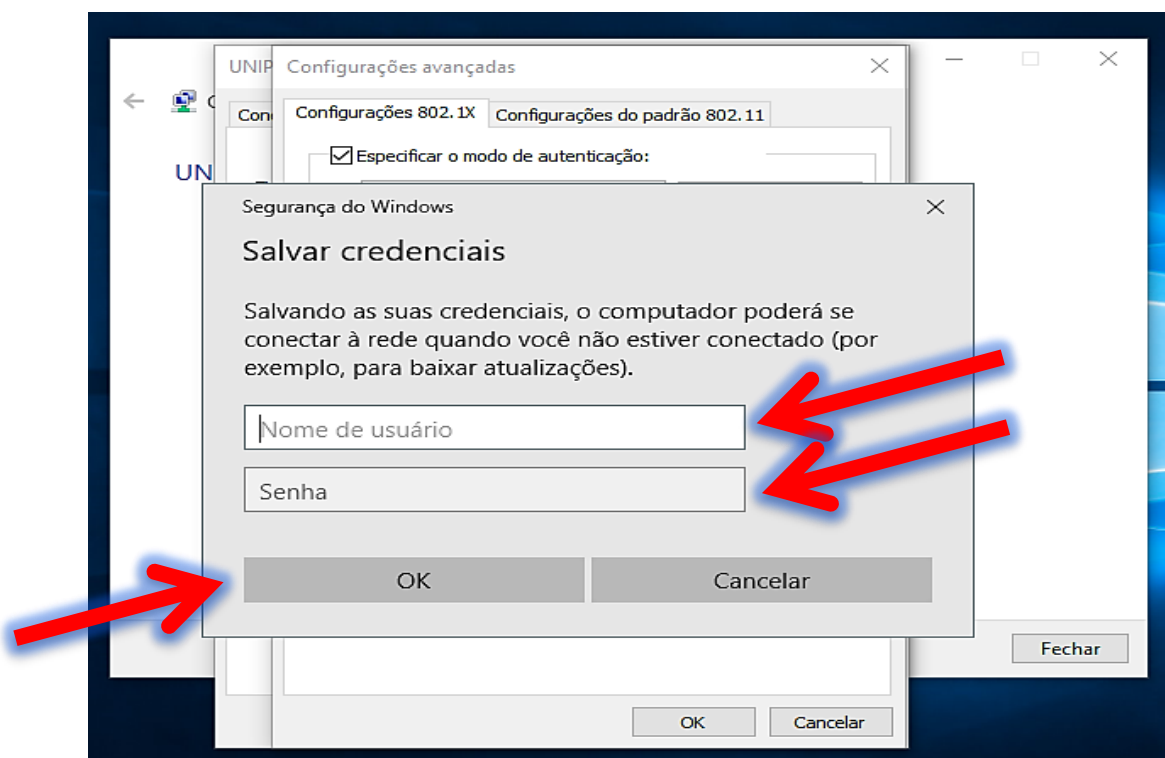 UNIP
Configurações avançadas
Configurações 802.1X
Configurações do padrão 802.11
Especificar o modo de autenticação:
UN
Segurança do Windows
Salvar credenciais
Salvando as suas credenciais, o computador poderá se
conectar à rede quando você não estiver conectado (por
exemplo, para baixar atualizações).
Nome de usuário
Senha
OK
Cancelar
Fechar
OK
Cancelar